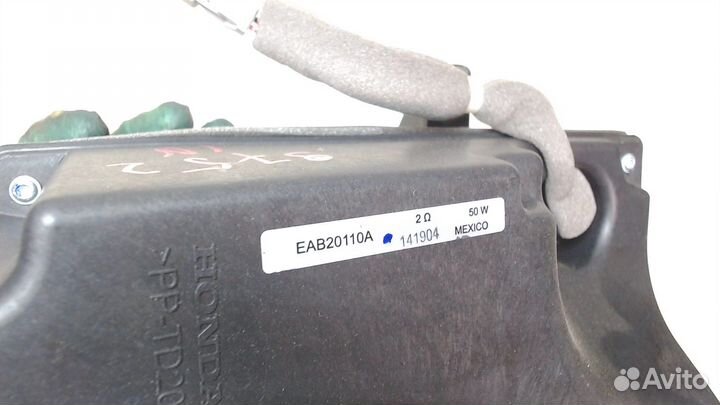 2 Ω 50 W
EAB20110A 141904 MEXICO
HONDA
>PP-TD20
Avito